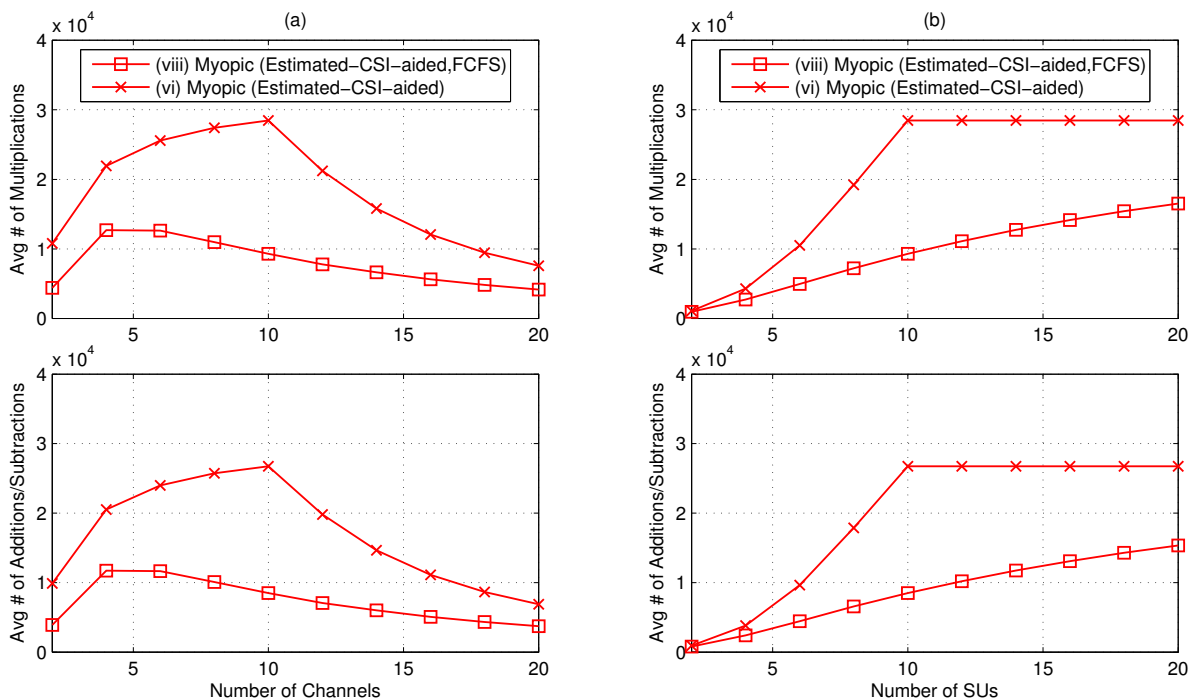 (a)
x 10^4
4
3
2
1
0
Avg # of Multiplications
(viii) Myopic (Estimated−CSI−aided,FCFS)
(vi) Myopic (Estimated−CSI−aided)
5 10 15 20
(b)
x 10^4
4
3
2
1
0
Avg # of Multiplications
(viii) Myopic (Estimated−CSI−aided,FCFS)
(vi) Myopic (Estimated−CSI−aided)
5 10 15 20
x 10^4
4
3
2
1
0
Avg # of Additions/Subtractions
5 10 15 20
Number of Channels
x 10^4
4
3
2
1
0
Avg # of Additions/Subtractions
5 10 15 20
Number of SUs